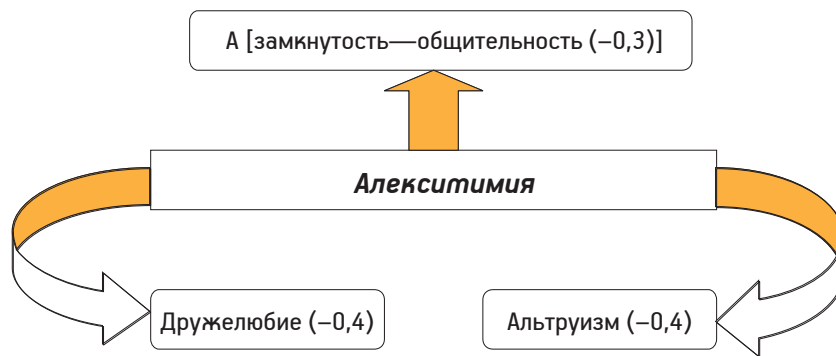 А [замкнутость—общительность (–0,3)]
Алекситимия
Дружелюбие (–0,4)
Альтруизм (–0,4)